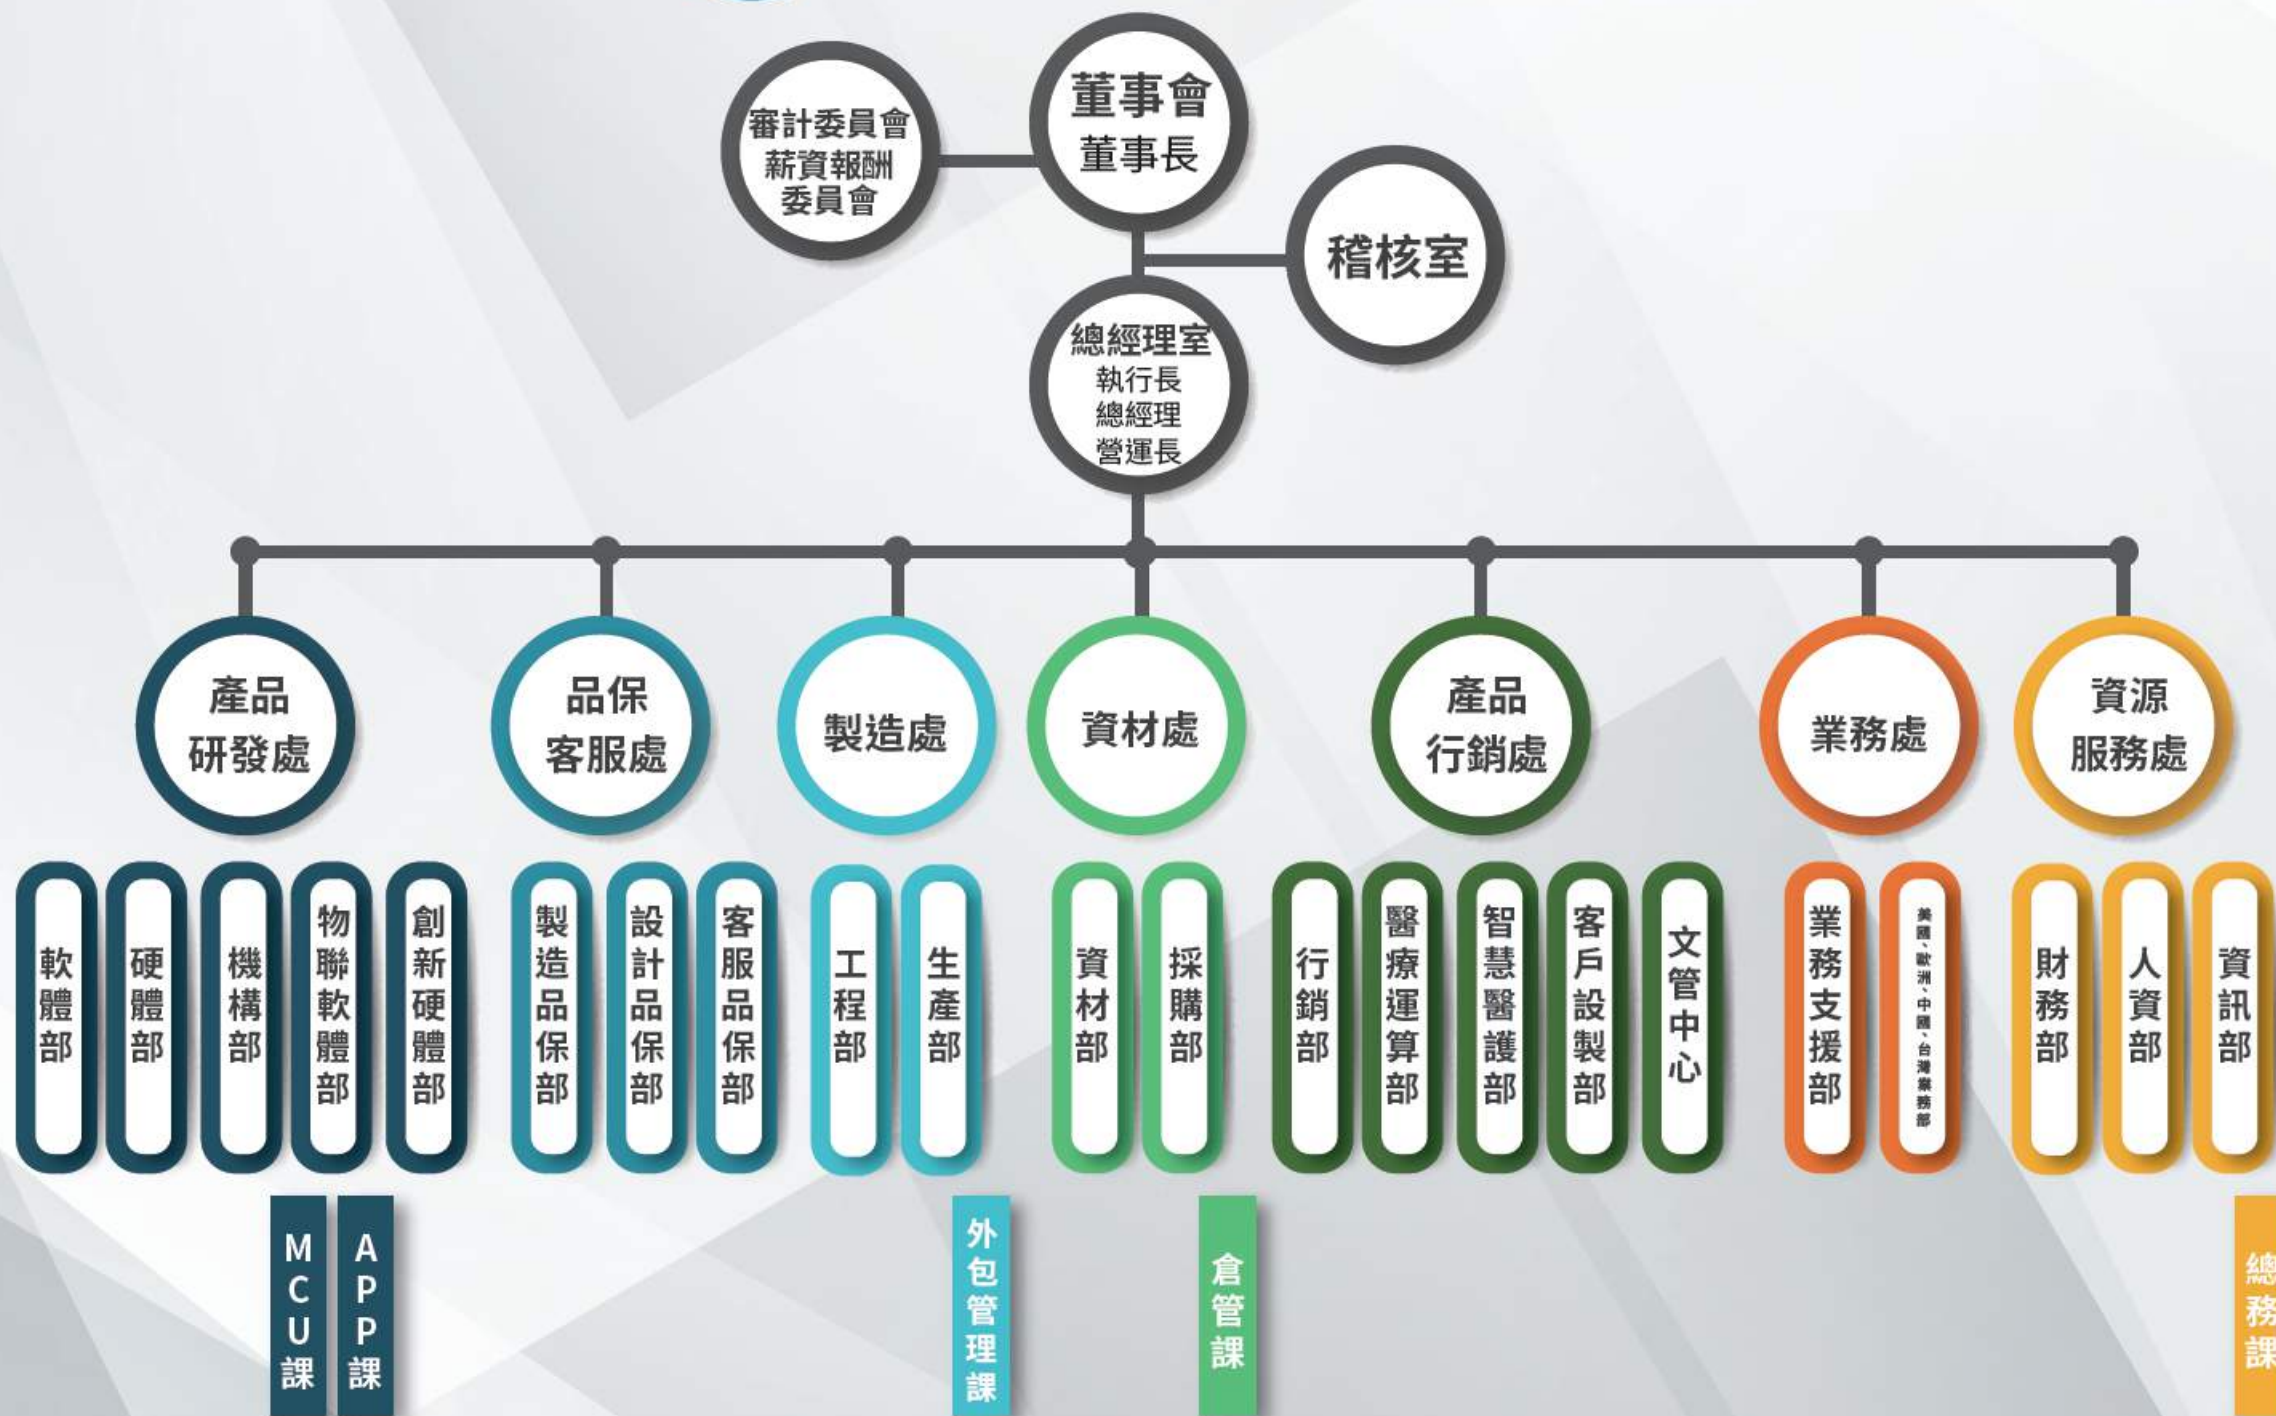 董事會
董事長
審計委員會
薪資報酬
委員會
稽核室
總經理室
執行長
總經理
營運長
產品
研發處
品保
客服處
製造處
資材處
產品
行銷處
業務處
資源
服務處
軟體部
硬體部
機構部
物聯軟體部
創新硬體部
製造品保部
設計品保部
客服品保部
工程部
生產部
資材部
採購部
行銷部
醫療運算部
智慧醫護部
客戶設製部
文管中心
業務支援部
美國、歐洲、中國、台灣業務部
財務部
人資部
資訊部
MCU課
APP課
外包管理課
倉管課
總務課